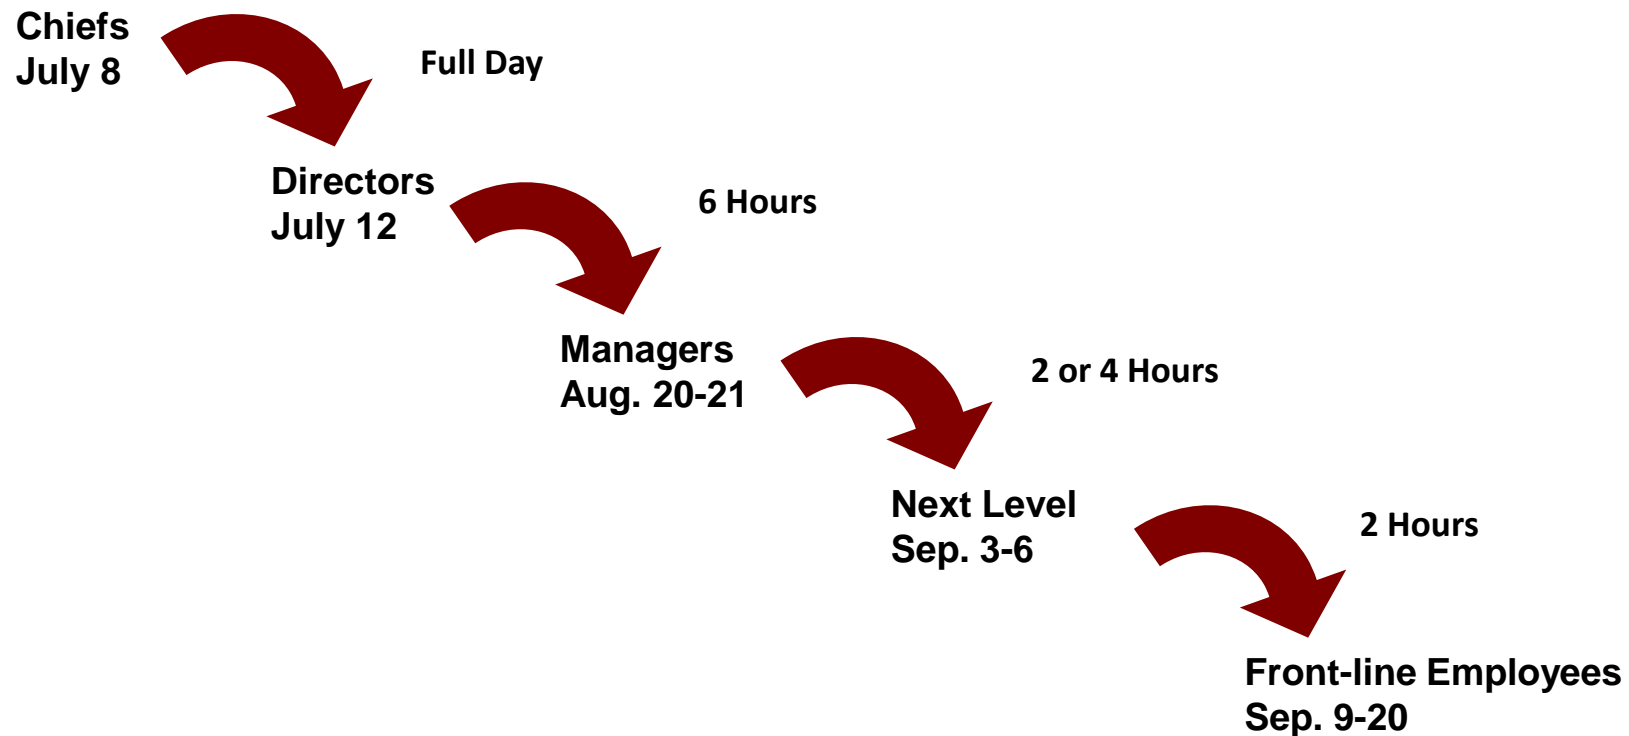 Chiefs
July 8
Full Day
Directors
July 12
6 Hours
Managers
Aug. 20-21
2 or 4 Hours
Next Level
Sep. 3-6
2 Hours
Front-line Employees
Sep. 9-20